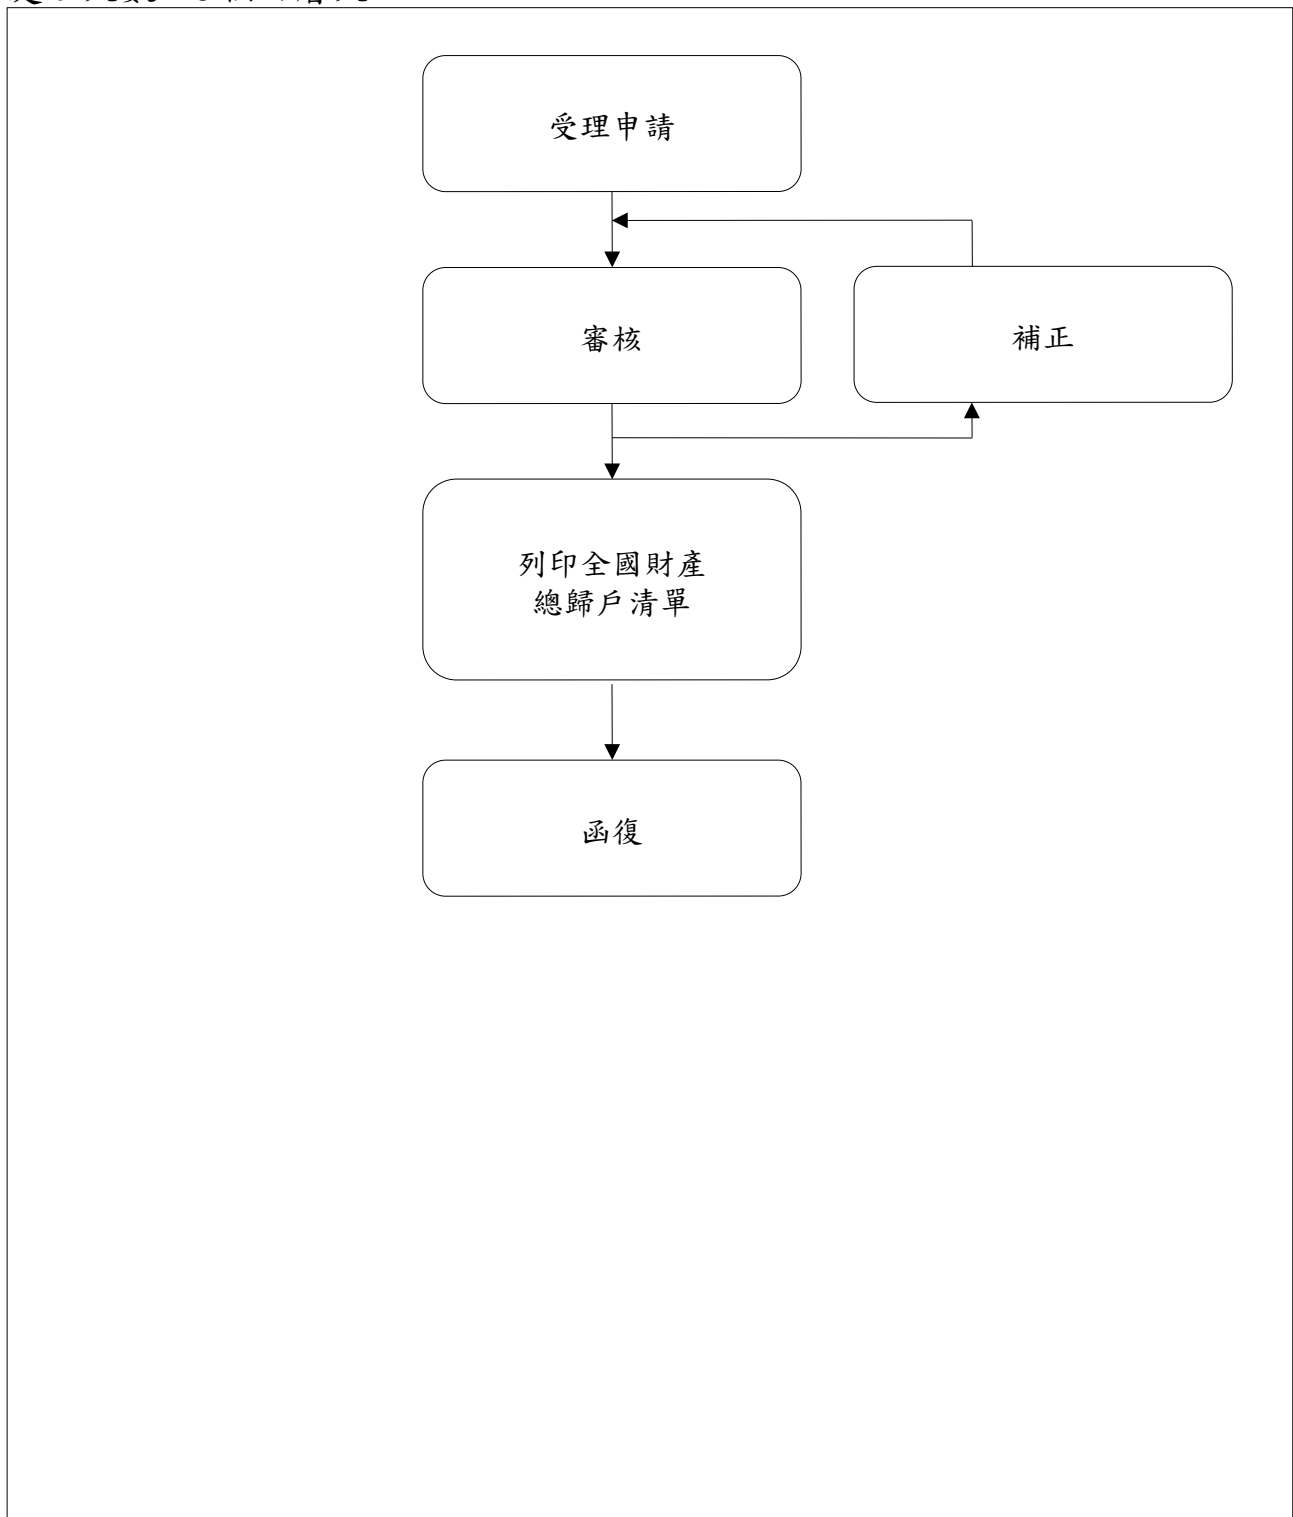 受理申請
審核
補正
列印全國財產
總歸戶清單
函復